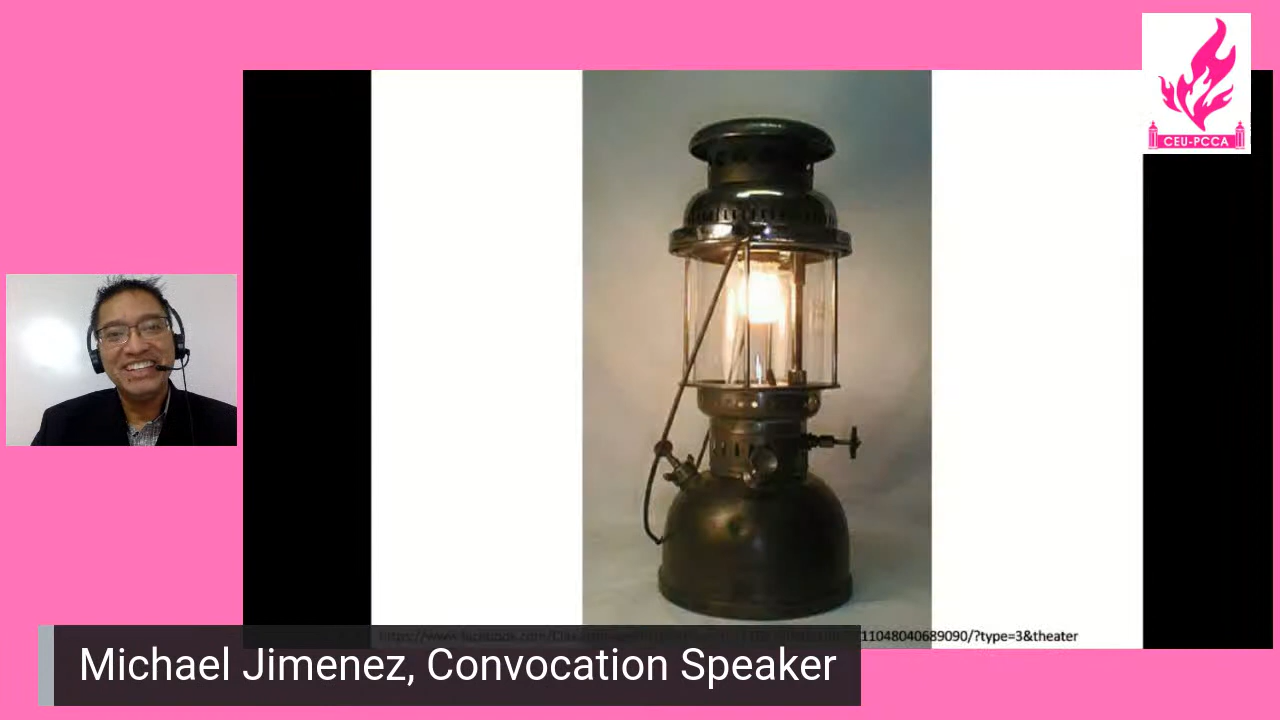 CEU-PCCA
11048040689090/?type=3&theater
Michael Jimenez, Convocation Speaker